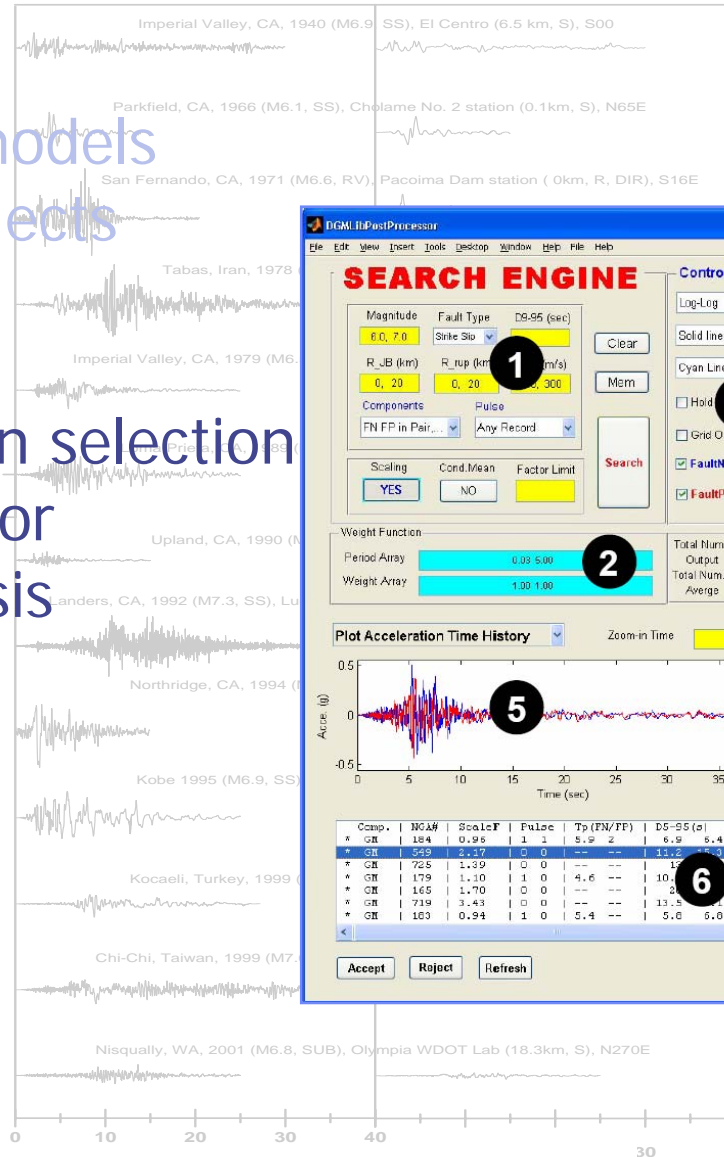 Imperial Valley, CA, 1940 (M6.9, SS), El Centro (6.5 km, S), S00
Parkfield, CA, 1966 (M6.1, SS), Cholame No. 2 station (0.1km, S), N65E
odels
San Fernando, CA, 1971 (M6.6, RV), Pacoima Dam station ( 0km, R, DIR), S16E
ects
DGMLibPostProcessor
File Edit View Insert Tools Desktop Window Help File Help
Tabas, Iran, 1978
SEARCH ENGINE
Contro
Magnitude Fault Type D9-95 (sec)
Log-Log
6.0, 7.0 Strike Slip
Clear
Solid line
Imperial Valley, CA, 1979 (M6.
R_JB (km) R_rup (km 1 (m/s)
Cyan Line
0, 20 0, 20 300
Mem
Components Pulse
Hold
n selection
FN FP in Pair,... Any Record
Grid O
1989
Search
Scaling Cond.Mean Factor Limit
FaultN
YES NO
FaultP
or
Upland, CA, 1990 (M
Weight Function
Period Array 0.03 5.00 2
Total Num
Output
Weight Array 1.00 1.00
Total Num.
Averge
sis
Landers, CA, 1992 (M7.3, SS), Lu
Plot Acceleration Time History Zoom-in Time
Northridge, CA, 1994 (M
0.5
Acce. (g)
0
5
-0.5
0 5 10 15 20 25 30 35
Time (sec)
Kobe 1995 (M6.9, SS)
Comp. | NGA# | ScaleF | Pulse | Tp(FN/FP) | D5-95(s|
* GM | 184 | 0.96 | 1 1 | 5.9 2 | 6.9 6.4
* GM | 549 | 2.17 | 0 0 | -- -- | 11.2
* GM | 725 | 1.39 | 0 0 | -- -- |
* GM | 179 | 1.10 | 1 0 | 4.6 -- | 10.
6
* GM | 165 | 1.70 | 0 0 | -- -- |
* GM | 719 | 3.43 | 0 0 | -- -- | 13.5
* GM | 183 | 0.94 | 1 0 | 5.4 -- | 5.8 6.8
Kocaeli, Turkey, 1999 (
Chi-Chi, Taiwan, 1999 (M7.
Accept Reject Refresh
Nisqually, WA, 2001 (M6.8, SUB), Olympia WDOT Lab (18.3km, S), N270E
0 10 20 30 40
30